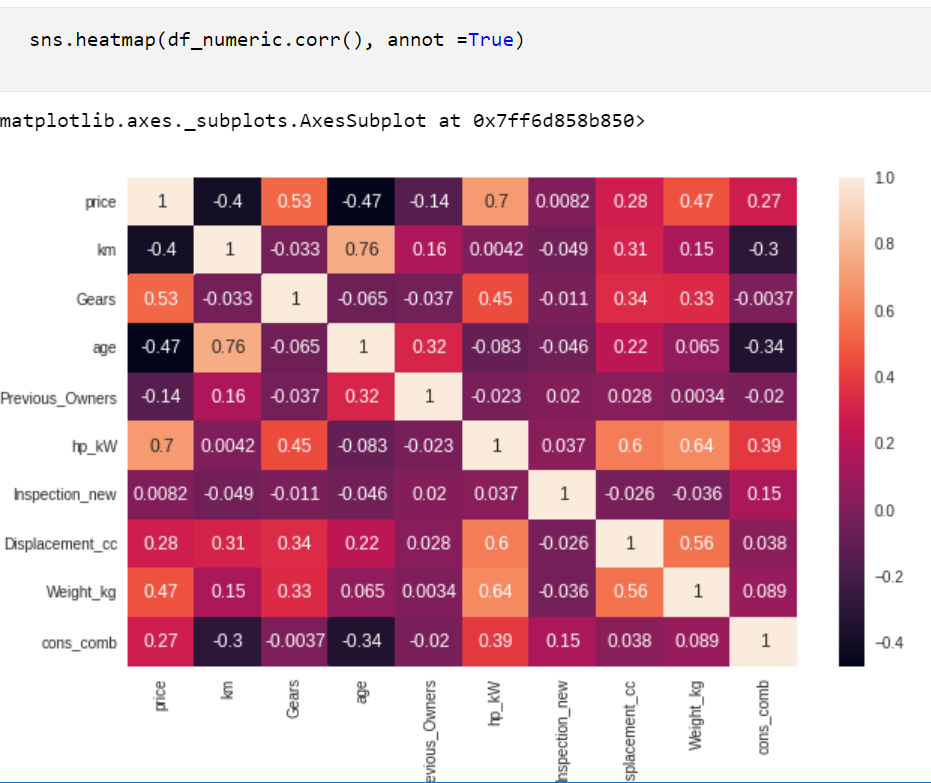 sns.heatmap(df_numeric.corr(), annot =True)
matplotlib.axes._subplots.AxesSubplot at 0x7ff6d858b850>
price 1 -0.4 0.53 -0.47 -0.14 0.7 0.0082 0.28 0.47 0.27
km -0.4 1 -0.033 0.76 0.16 0.0042 -0.049 0.31 0.15 -0.3
Gears 0.53 -0.033 1 -0.065 -0.037 0.45 -0.011 0.34 0.33 -0.0037
age -0.47 0.76 -0.065 1 0.32 -0.083 -0.046 0.22 0.065 -0.34
Previous_Owners -0.14 0.16 -0.037 0.32 1 -0.023 0.02 0.028 0.0034 -0.02
hp_kW 0.7 0.0042 0.45 -0.083 -0.023 1 0.037 0.6 0.64 0.39
Inspection_new 0.0082 -0.049 -0.011 -0.046 0.02 0.037 1 -0.026 -0.036 0.15
Displacement_cc 0.28 0.31 0.34 0.22 0.028 0.6 -0.026 1 0.56 0.038
Weight_kg 0.47 0.15 0.33 0.065 0.0034 0.64 -0.036 0.56 1 0.089
cons_comb 0.27 -0.3 -0.0037 -0.34 -0.02 0.39 0.15 0.038 0.089 1
price km Gears age evious_Owners hp_kW nspection_new splacement_cc Weight_kg cons_comb
1.0
0.8
0.6
0.4
0.2
0.0
−0.2
−0.4